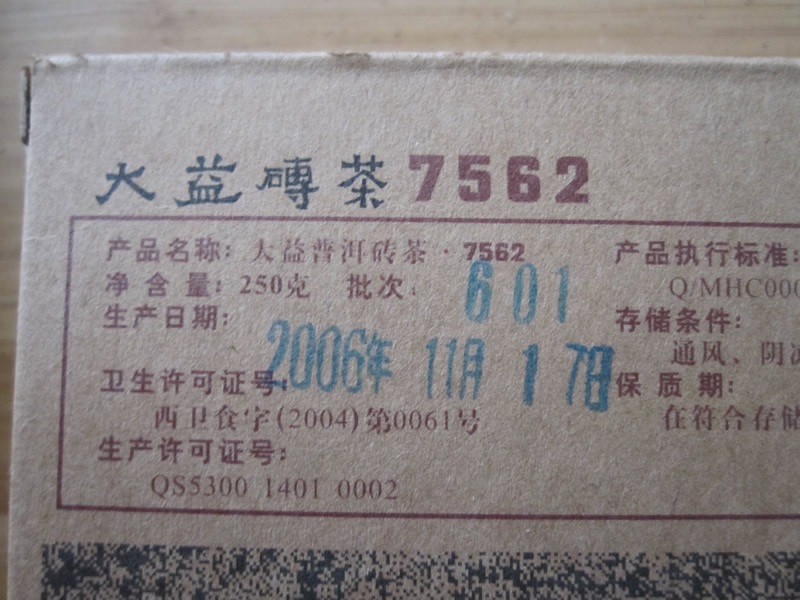 大益磚茶7562
产品名称：大益普洱砖茶·7562
净含量：250克 批次：601
生产日期：2006年11月17日
卫生许可证号：
西卫食字(2004)第0061号
生产许可证号：
QS5300 1401 0002
产品执行标准：
Q/MHC000
存储条件：
通风、阴凉
保质期：
在符合存储